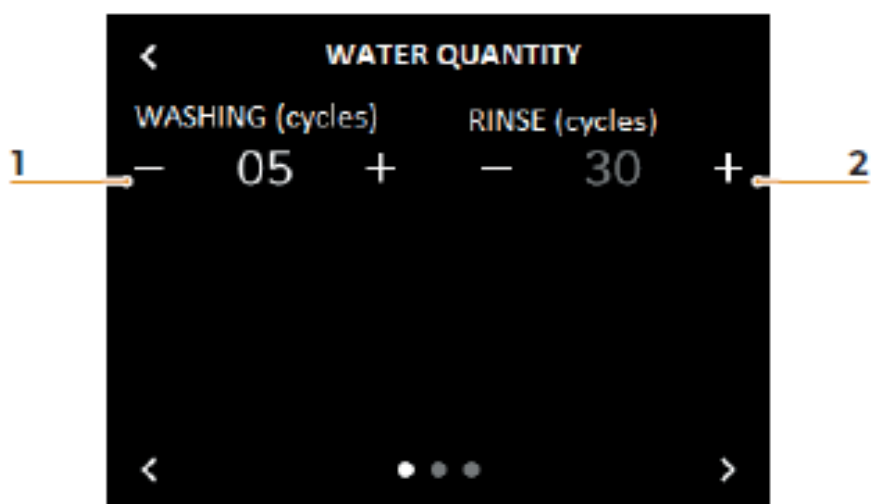 < WATER QUANTITY
WASHING (cycles) RINSE (cycles)
1 − 05 + − 30 + 2
< >